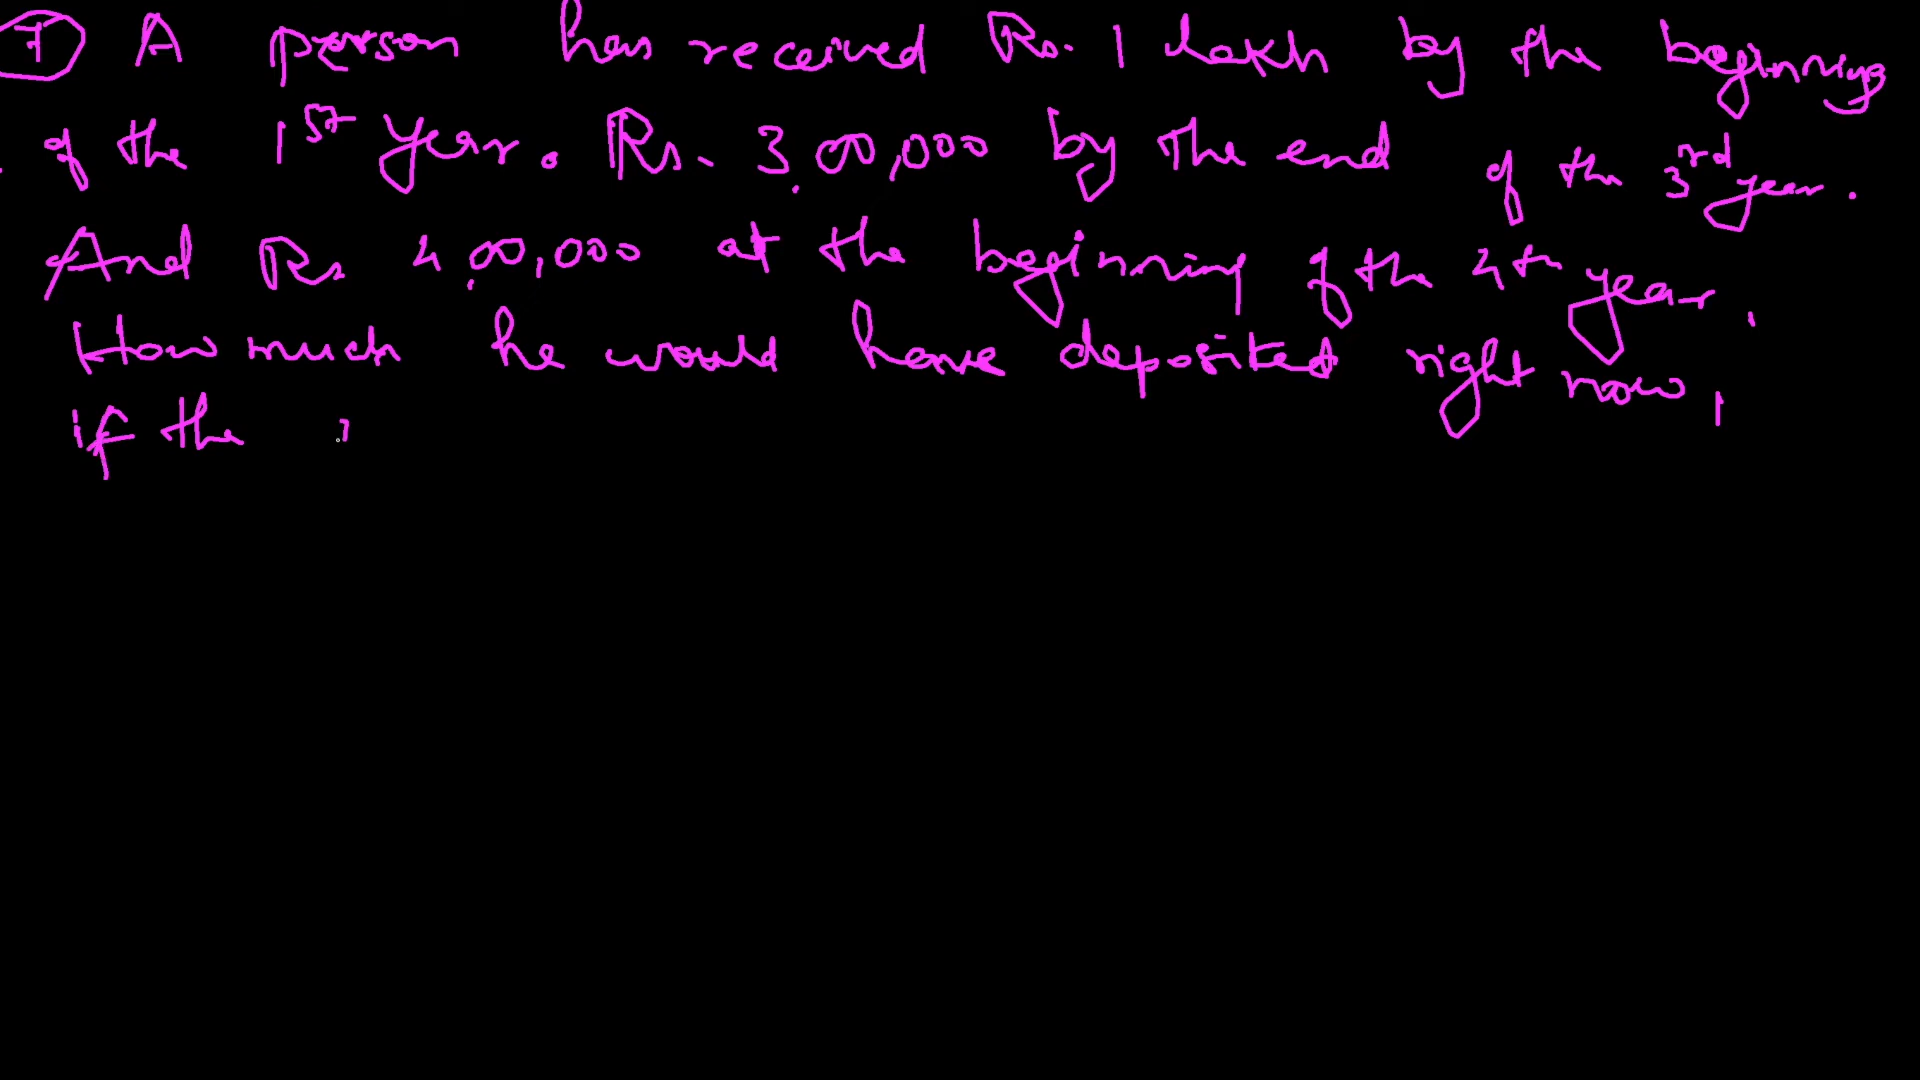 7 A person has received Rs. 1 lakh by the beginning
of the 1st year. Rs. 3,00,000 by the end of the 3rd year.
And Rs 4,00,000 at the beginning of the 4th year.
How much he would have deposited right now,
if the